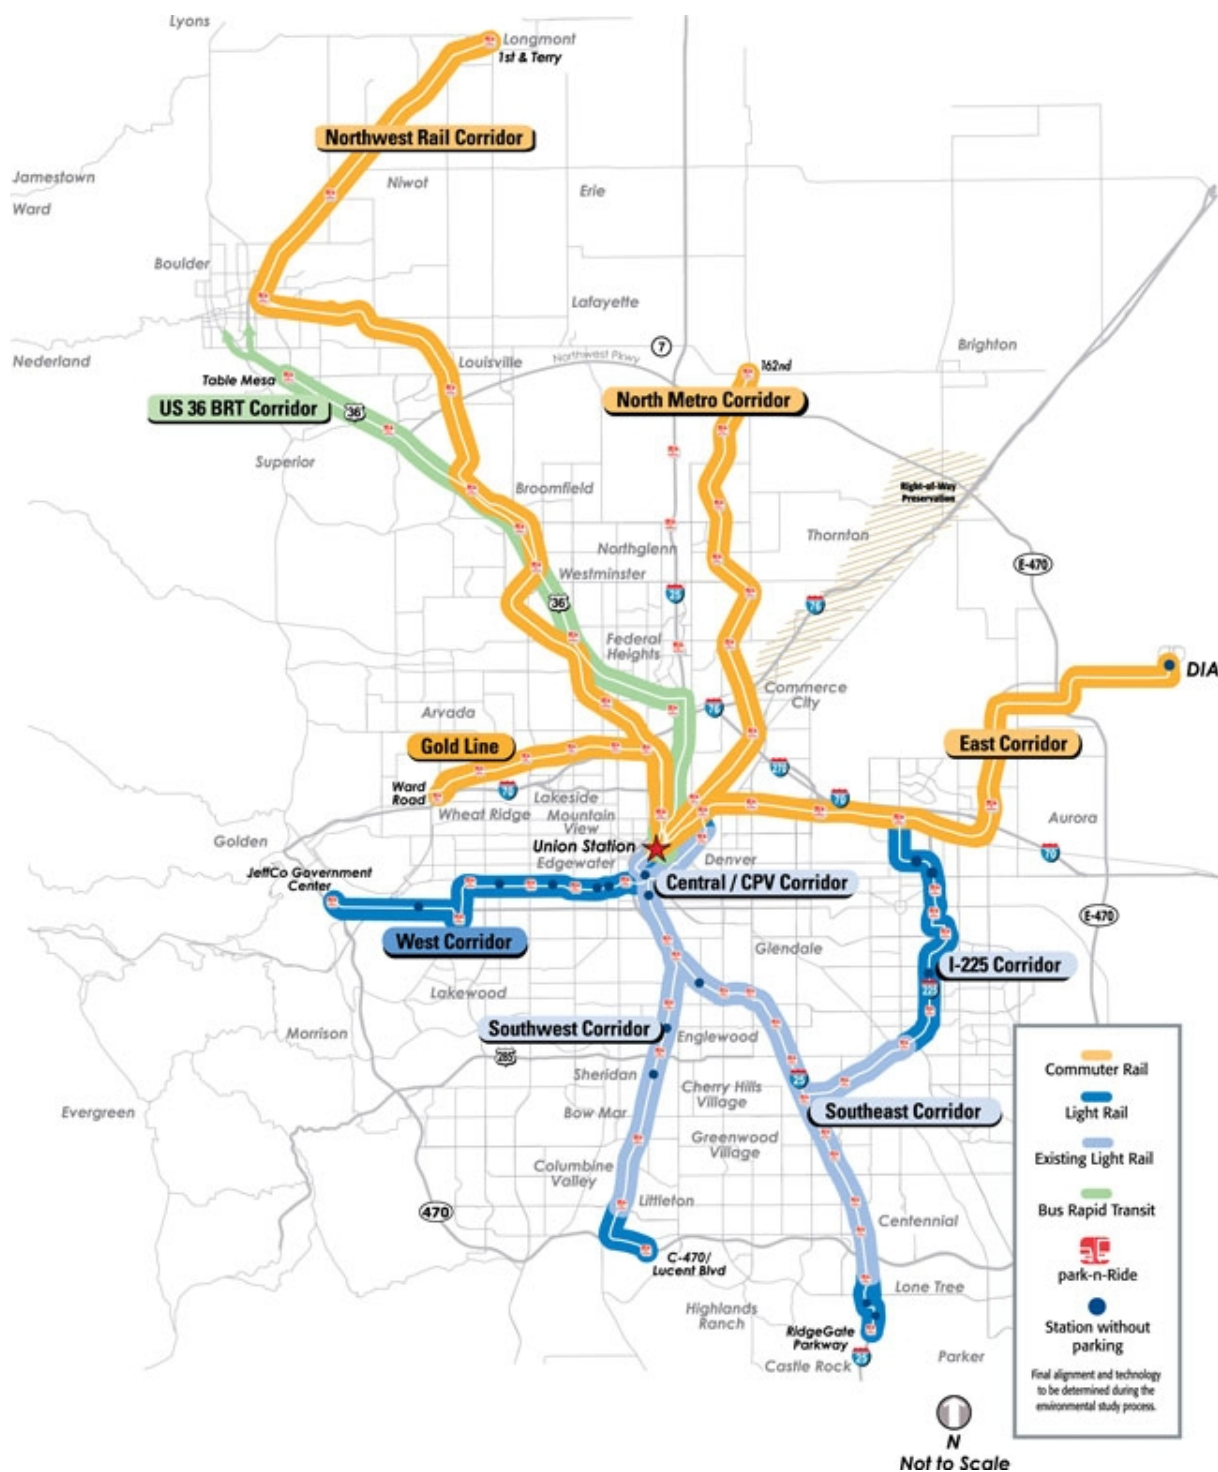 Lyons
Longmont
1st & Terry
Northwest Rail Corridor
Jamestown
Niwot
Erie
Ward
Boulder
Lafayette
Nederland
Louisville
Northwest Pkwy
7
Brighton
162nd
Table Mesa
US 36 BRT Corridor
36
North Metro Corridor
Superior
Broomfield
Right-of-Way
Preservation
Thornton
Northglenn
Westminster
E-470
25
76
36
Federal
Heights
DIA
Commerce
City
Arvada
76
Gold Line
East Corridor
270
Ward
Road
70
Lakeside
70
Wheat Ridge
Mountain
View
Aurora
Golden
Union Station
Edgewater
Denver
70
JeffCo Government
Center
Central / CPV Corridor
E-470
West Corridor
Glendale
I-225 Corridor
Lakewood
225
Morrison
Southwest Corridor
Englewood
285
Sheridan
25
Cherry Hills
Village
Evergreen
Bow Mar
Southeast Corridor
Greenwood
Village
Columbine
Valley
Littleton
470
Centennial
C-470/
Lucent Blvd
Lone Tree
Highlands
Ranch
RidgeGate
Parkway
25
Castle Rock
Parker
Commuter Rail
Light Rail
Existing Light Rail
Bus Rapid Transit
park-n-Ride
Station without
parking
Final alignment and technology
to be determined during the
environmental study process.
N
Not to Scale